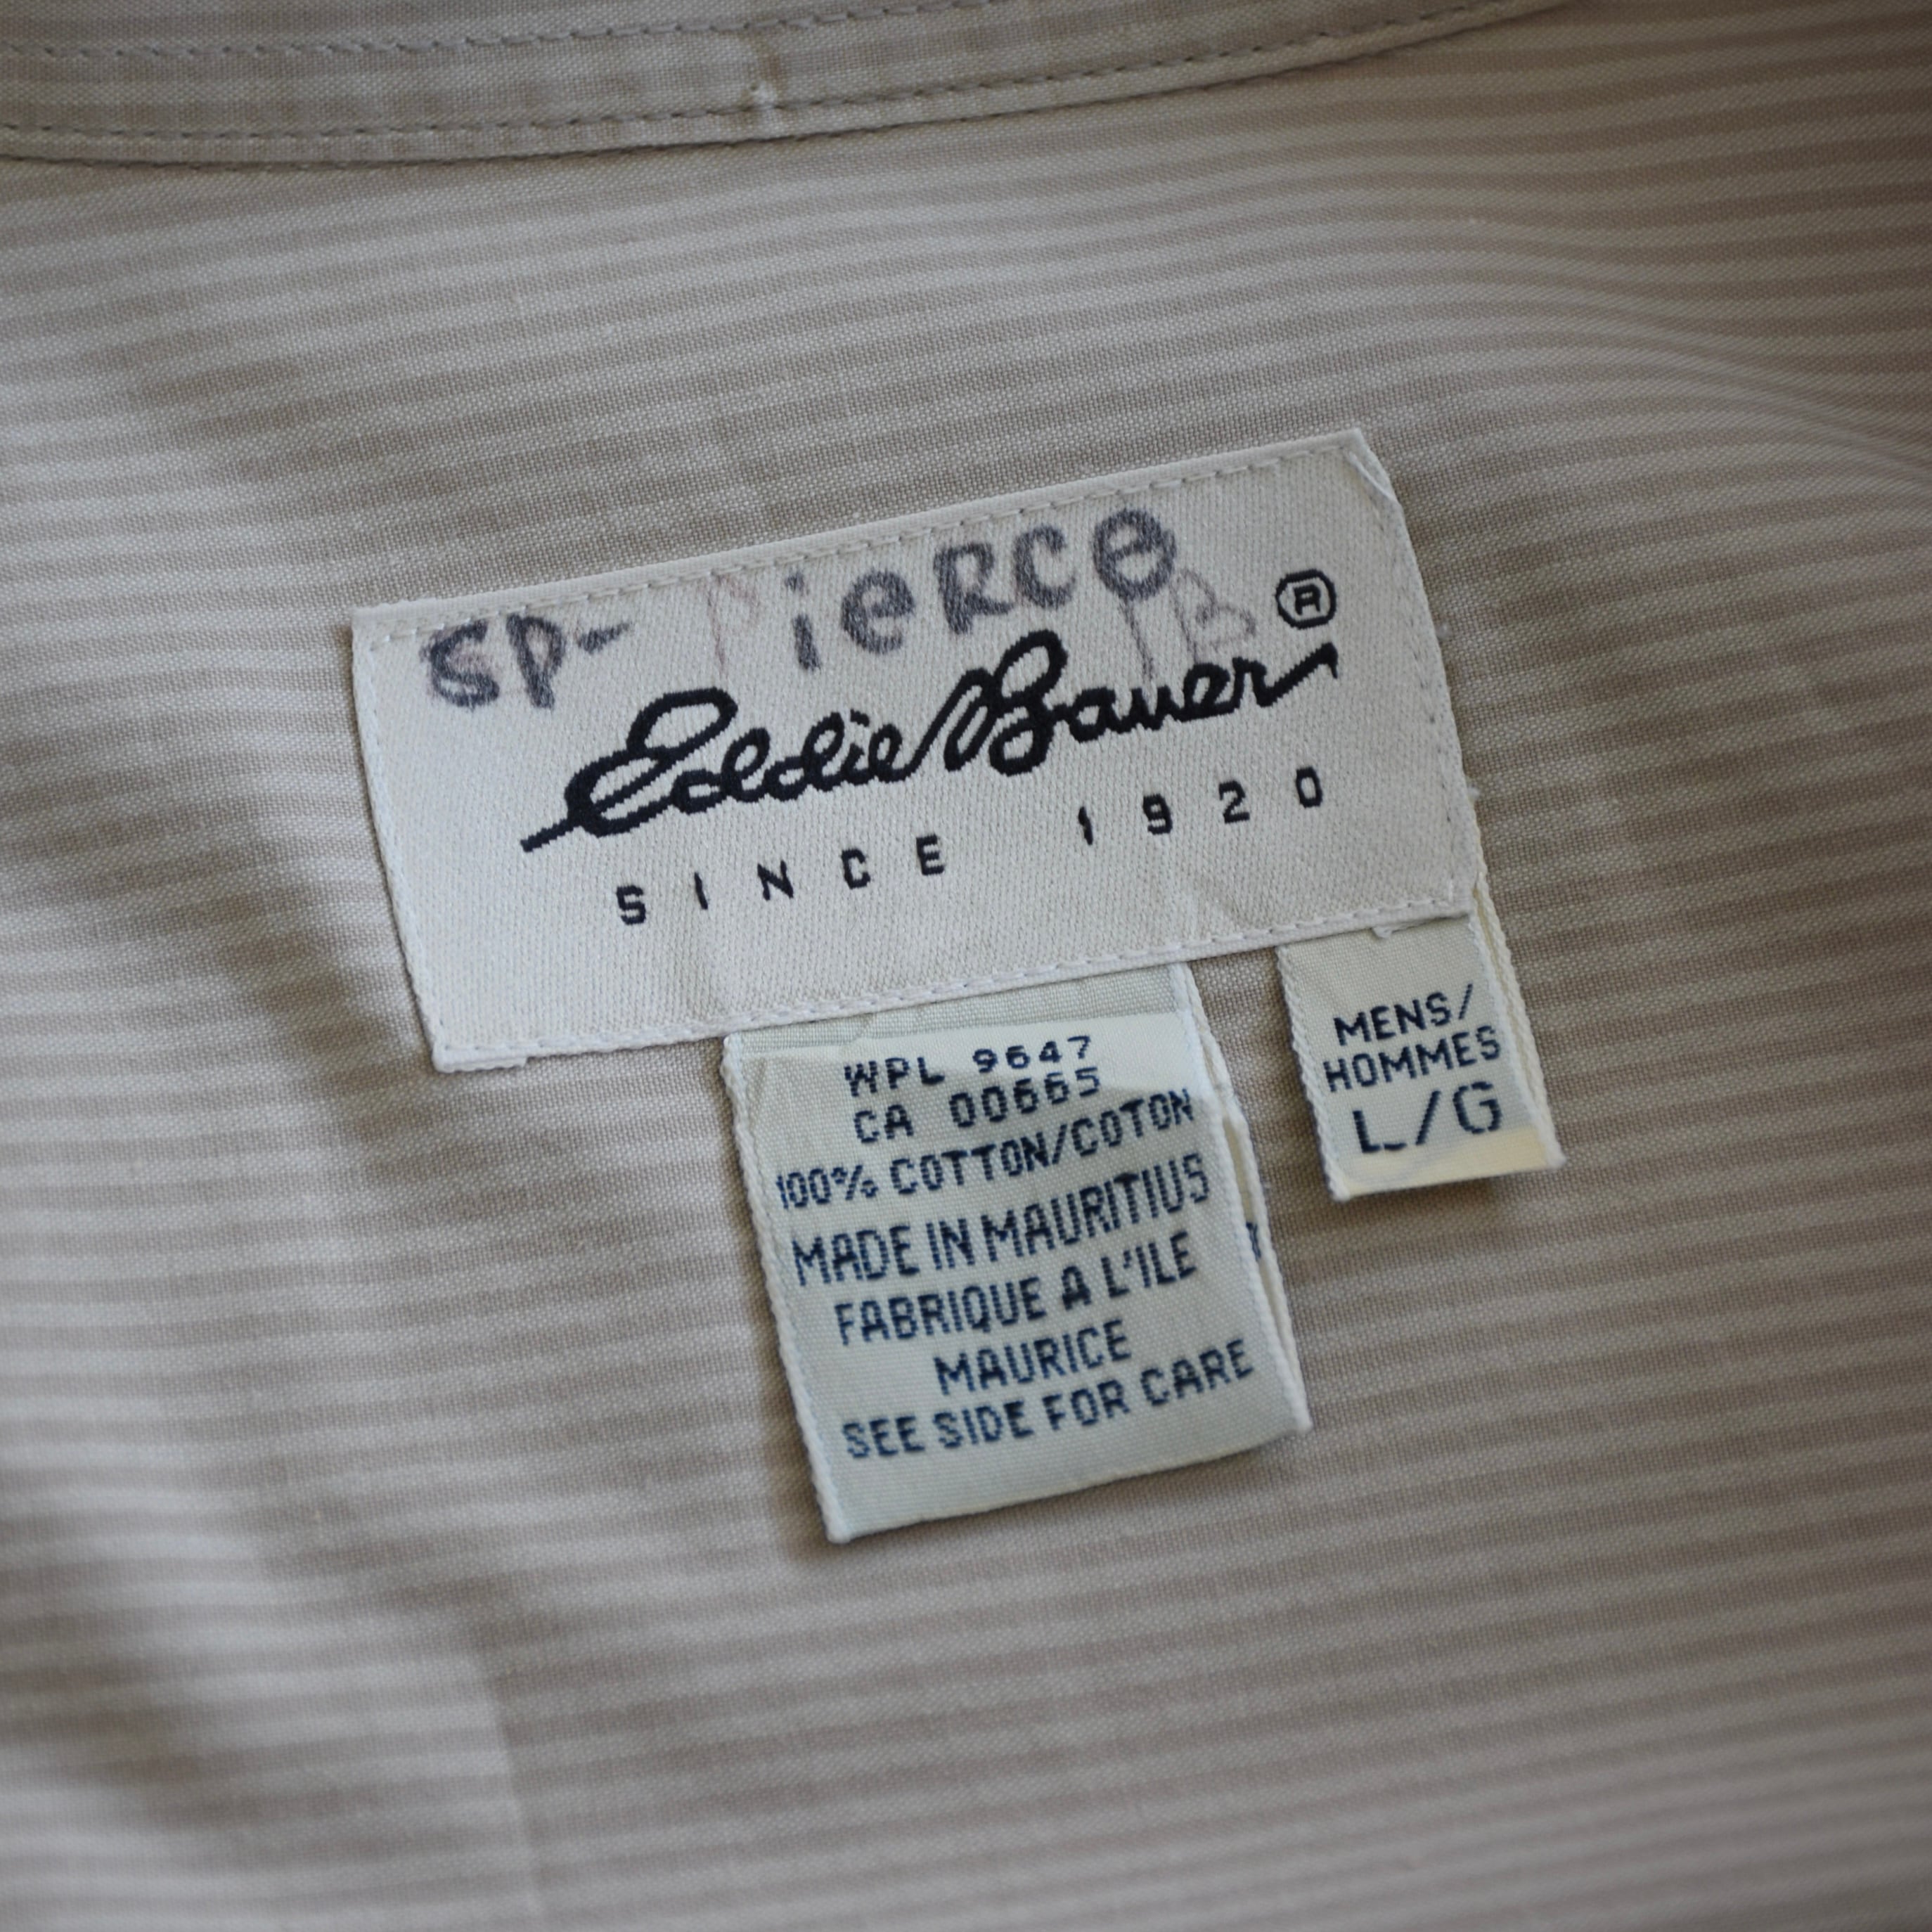 SP- PieRCe
Eddie Bauer ®
SINCE 1920
WPL 9647
CA 00665
100% COTTON/COTON
MADE IN MAURITIUS
FABRIQUE A L'ILE
MAURICE
SEE SIDE FOR CARE
MENS/
HOMMES
L/G